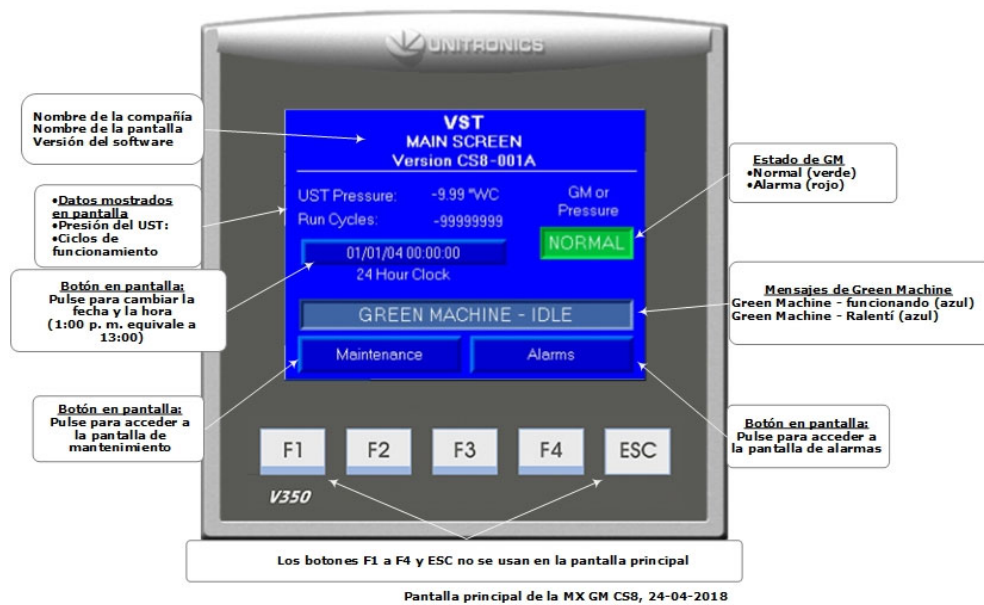 UNITRONICS
Nombre de la compañía
Nombre de la pantalla
Versión del software
VST
MAIN SCREEN
Version CS8-001A
Estado de GM
•Normal (verde)
•Alarma (rojo)
•Datos mostrados
en pantalla
•Presión del UST:
•Ciclos de
funcionamiento
UST Pressure: -9.99 "WC
Run Cycles: -99999999
GM or
Pressure
NORMAL
01/01/04 00:00:00
24 Hour Clock
Botón en pantalla:
Pulse para cambiar la
fecha y la hora
(1:00 p. m. equivale a
13:00)
Mensajes de Green Machine
Green Machine - funcionando (azul)
Green Machine - Ralentí (azul)
GREEN MACHINE - IDLE
Maintenance
Alarms
Botón en pantalla:
Pulse para acceder a
la pantalla de
mantenimiento
Botón en pantalla:
Pulse para acceder a
la pantalla de alarmas
F1 F2 F3 F4 ESC
V350
Los botones F1 a F4 y ESC no se usan en la pantalla principal
Pantalla principal de la MX GM CS8, 24-04-2018